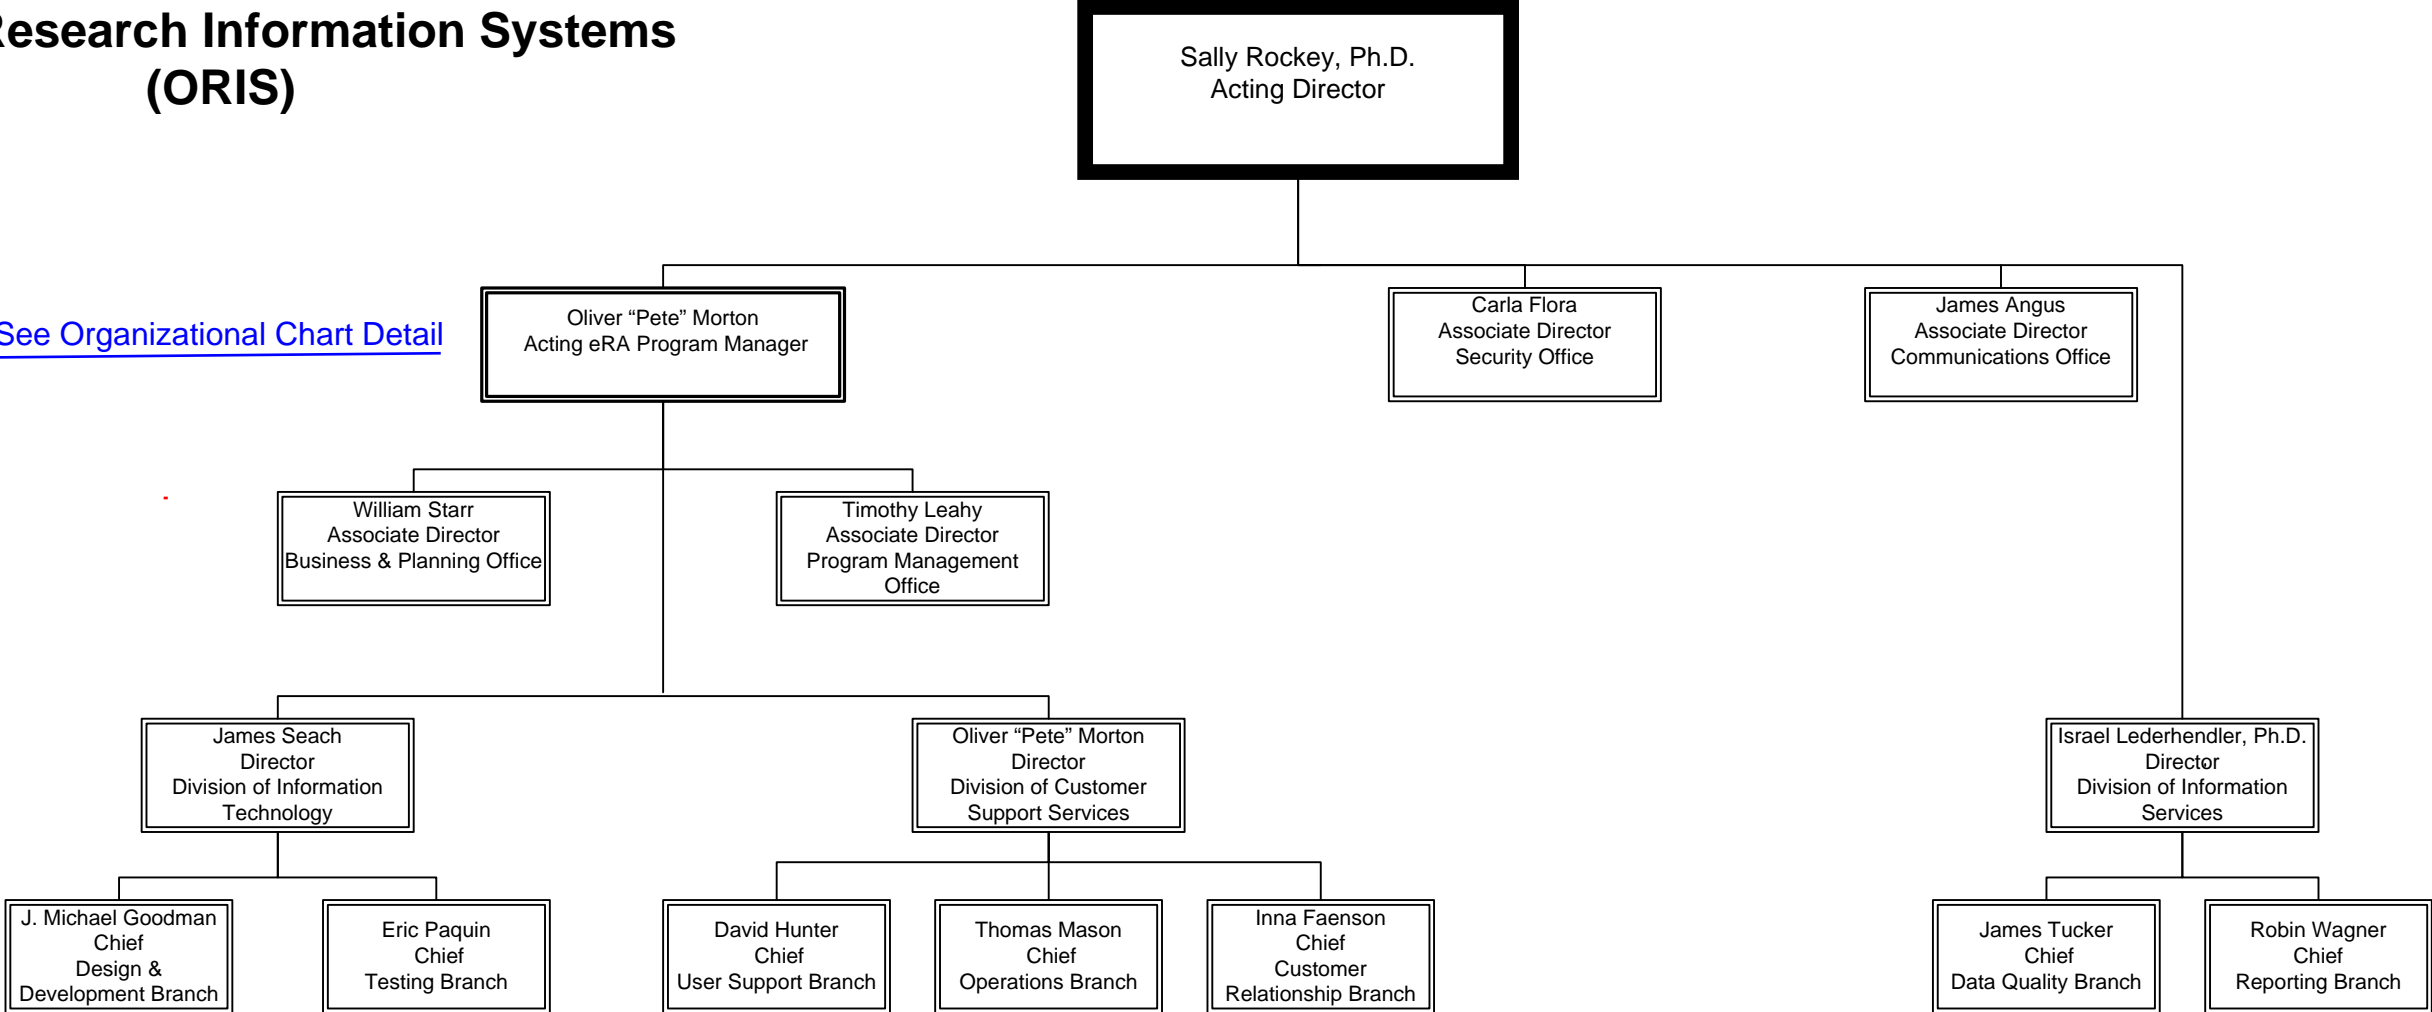 Research Information Systems
(ORIS)
Sally Rockey, Ph.D.
Acting Director
See Organizational Chart Detail
Oliver “Pete” Morton
Acting eRA Program Manager
Carla Flora
Associate Director
Security Office
James Angus
Associate Director
Communications Office
William Starr
Associate Director
Business & Planning Office
Timothy Leahy
Associate Director
Program Management
Office
James Seach
Director
Division of Information
Technology
Oliver “Pete” Morton
Director
Division of Customer
Support Services
Israel Lederhendler, Ph.D.
Director
Division of Information
Services
J. Michael Goodman
Chief
Design &
Development Branch
Eric Paquin
Chief
Testing Branch
David Hunter
Chief
User Support Branch
Thomas Mason
Chief
Operations Branch
Inna Faenson
Chief
Customer
Relationship Branch
James Tucker
Chief
Data Quality Branch
Robin Wagner
Chief
Reporting Branch